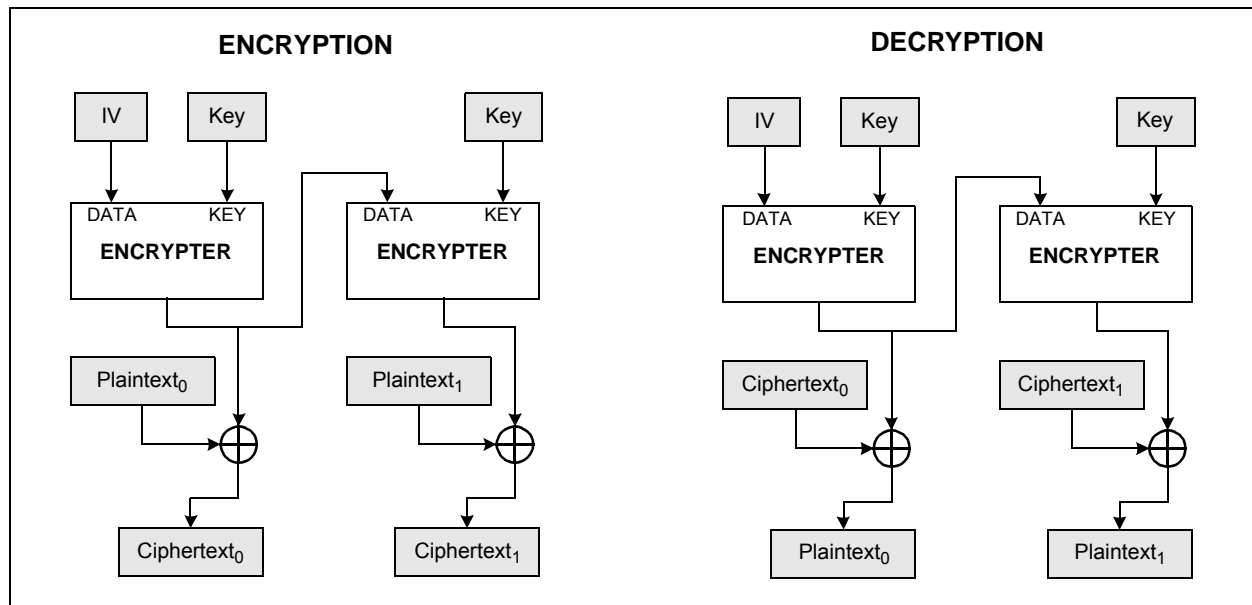 ENCRYPTION
IV
Key
Key
DATA
KEY
ENCRYPTER
DATA
KEY
ENCRYPTER
Plaintext0
Plaintext1
Ciphertext0
Ciphertext1
DECRYPTION
IV
Key
Key
DATA
KEY
ENCRYPTER
DATA
KEY
ENCRYPTER
Ciphertext0
Ciphertext1
Plaintext0
Plaintext1